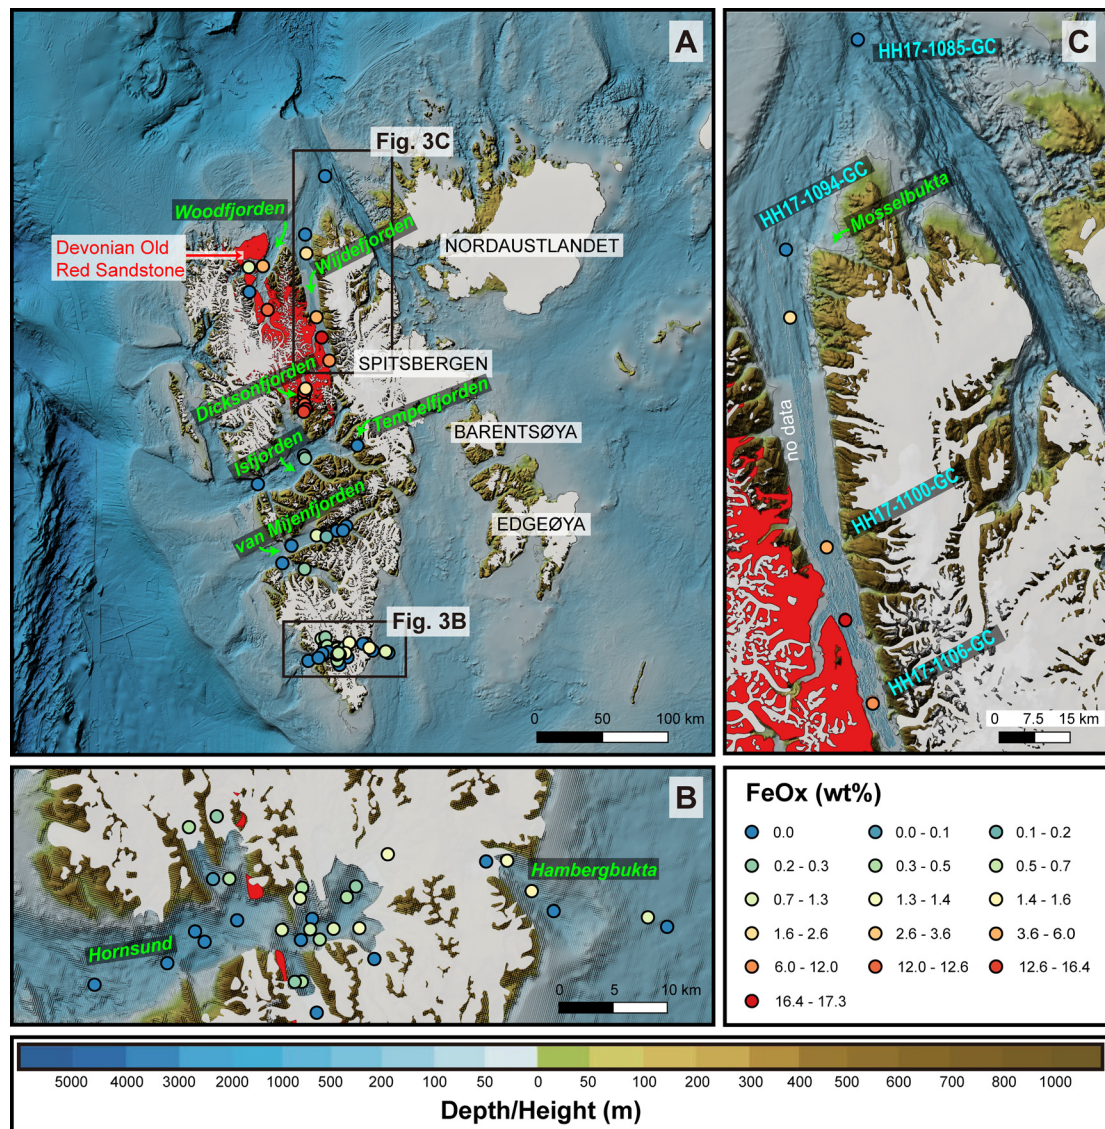 A
Fig. 3C
Woodfjorden
Devonian Old
Red Sandstone
Wijdefjorden
NORDAUSTLANDET
SPITSBERGEN
Dicksonfjorden
Tempelfjorden
BARENTSØYA
Isfjorden
EDGEØYA
van Mijenfjorden
Fig. 3B
0 50 100 km
C
HH17-1085-GC
HH17-1094-GC
Mosselbukta
no data
HH17-1100-GC
HH17-1106-GC
0 7.5 15 km
B
Hambergbukta
Hornsund
0 5 10 km
FeOx (wt%)
0.0 0.0 - 0.1 0.1 - 0.2
0.2 - 0.3 0.3 - 0.5 0.5 - 0.7
0.7 - 1.3 1.3 - 1.4 1.4 - 1.6
1.6 - 2.6 2.6 - 3.6 3.6 - 6.0
6.0 - 12.0 12.0 - 12.6 12.6 - 16.4
16.4 - 17.3
5000 4000 3000 2000 1000 500 200 100 50 0 50 100 200 300 400 500 600 700 800 1000
Depth/Height (m)